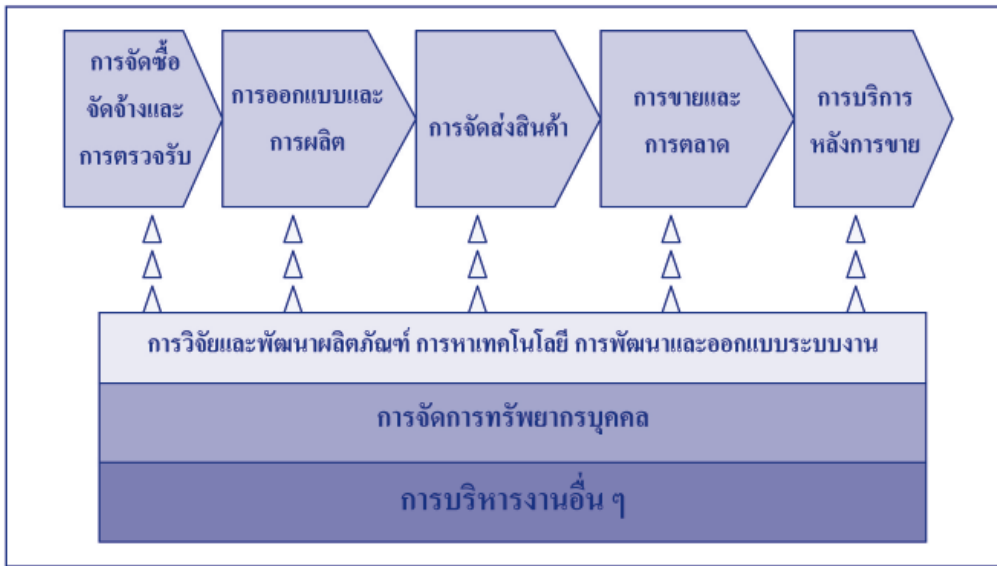 การจัดซื้อ
จัดจ้างและ
การตรวจรับ
การออกแบบและ
การผลิต
การจัดส่งสินค้า
การขายและ
การตลาด
การบริการ
หลังการขาย
การวิจัยและพัฒนาผลิตภัณฑ์ การหาเทคโนโลยี การพัฒนาและออกแบบระบบงาน
การจัดการทรัพยากรบุคคล
การบริหารงานอื่น ๆ